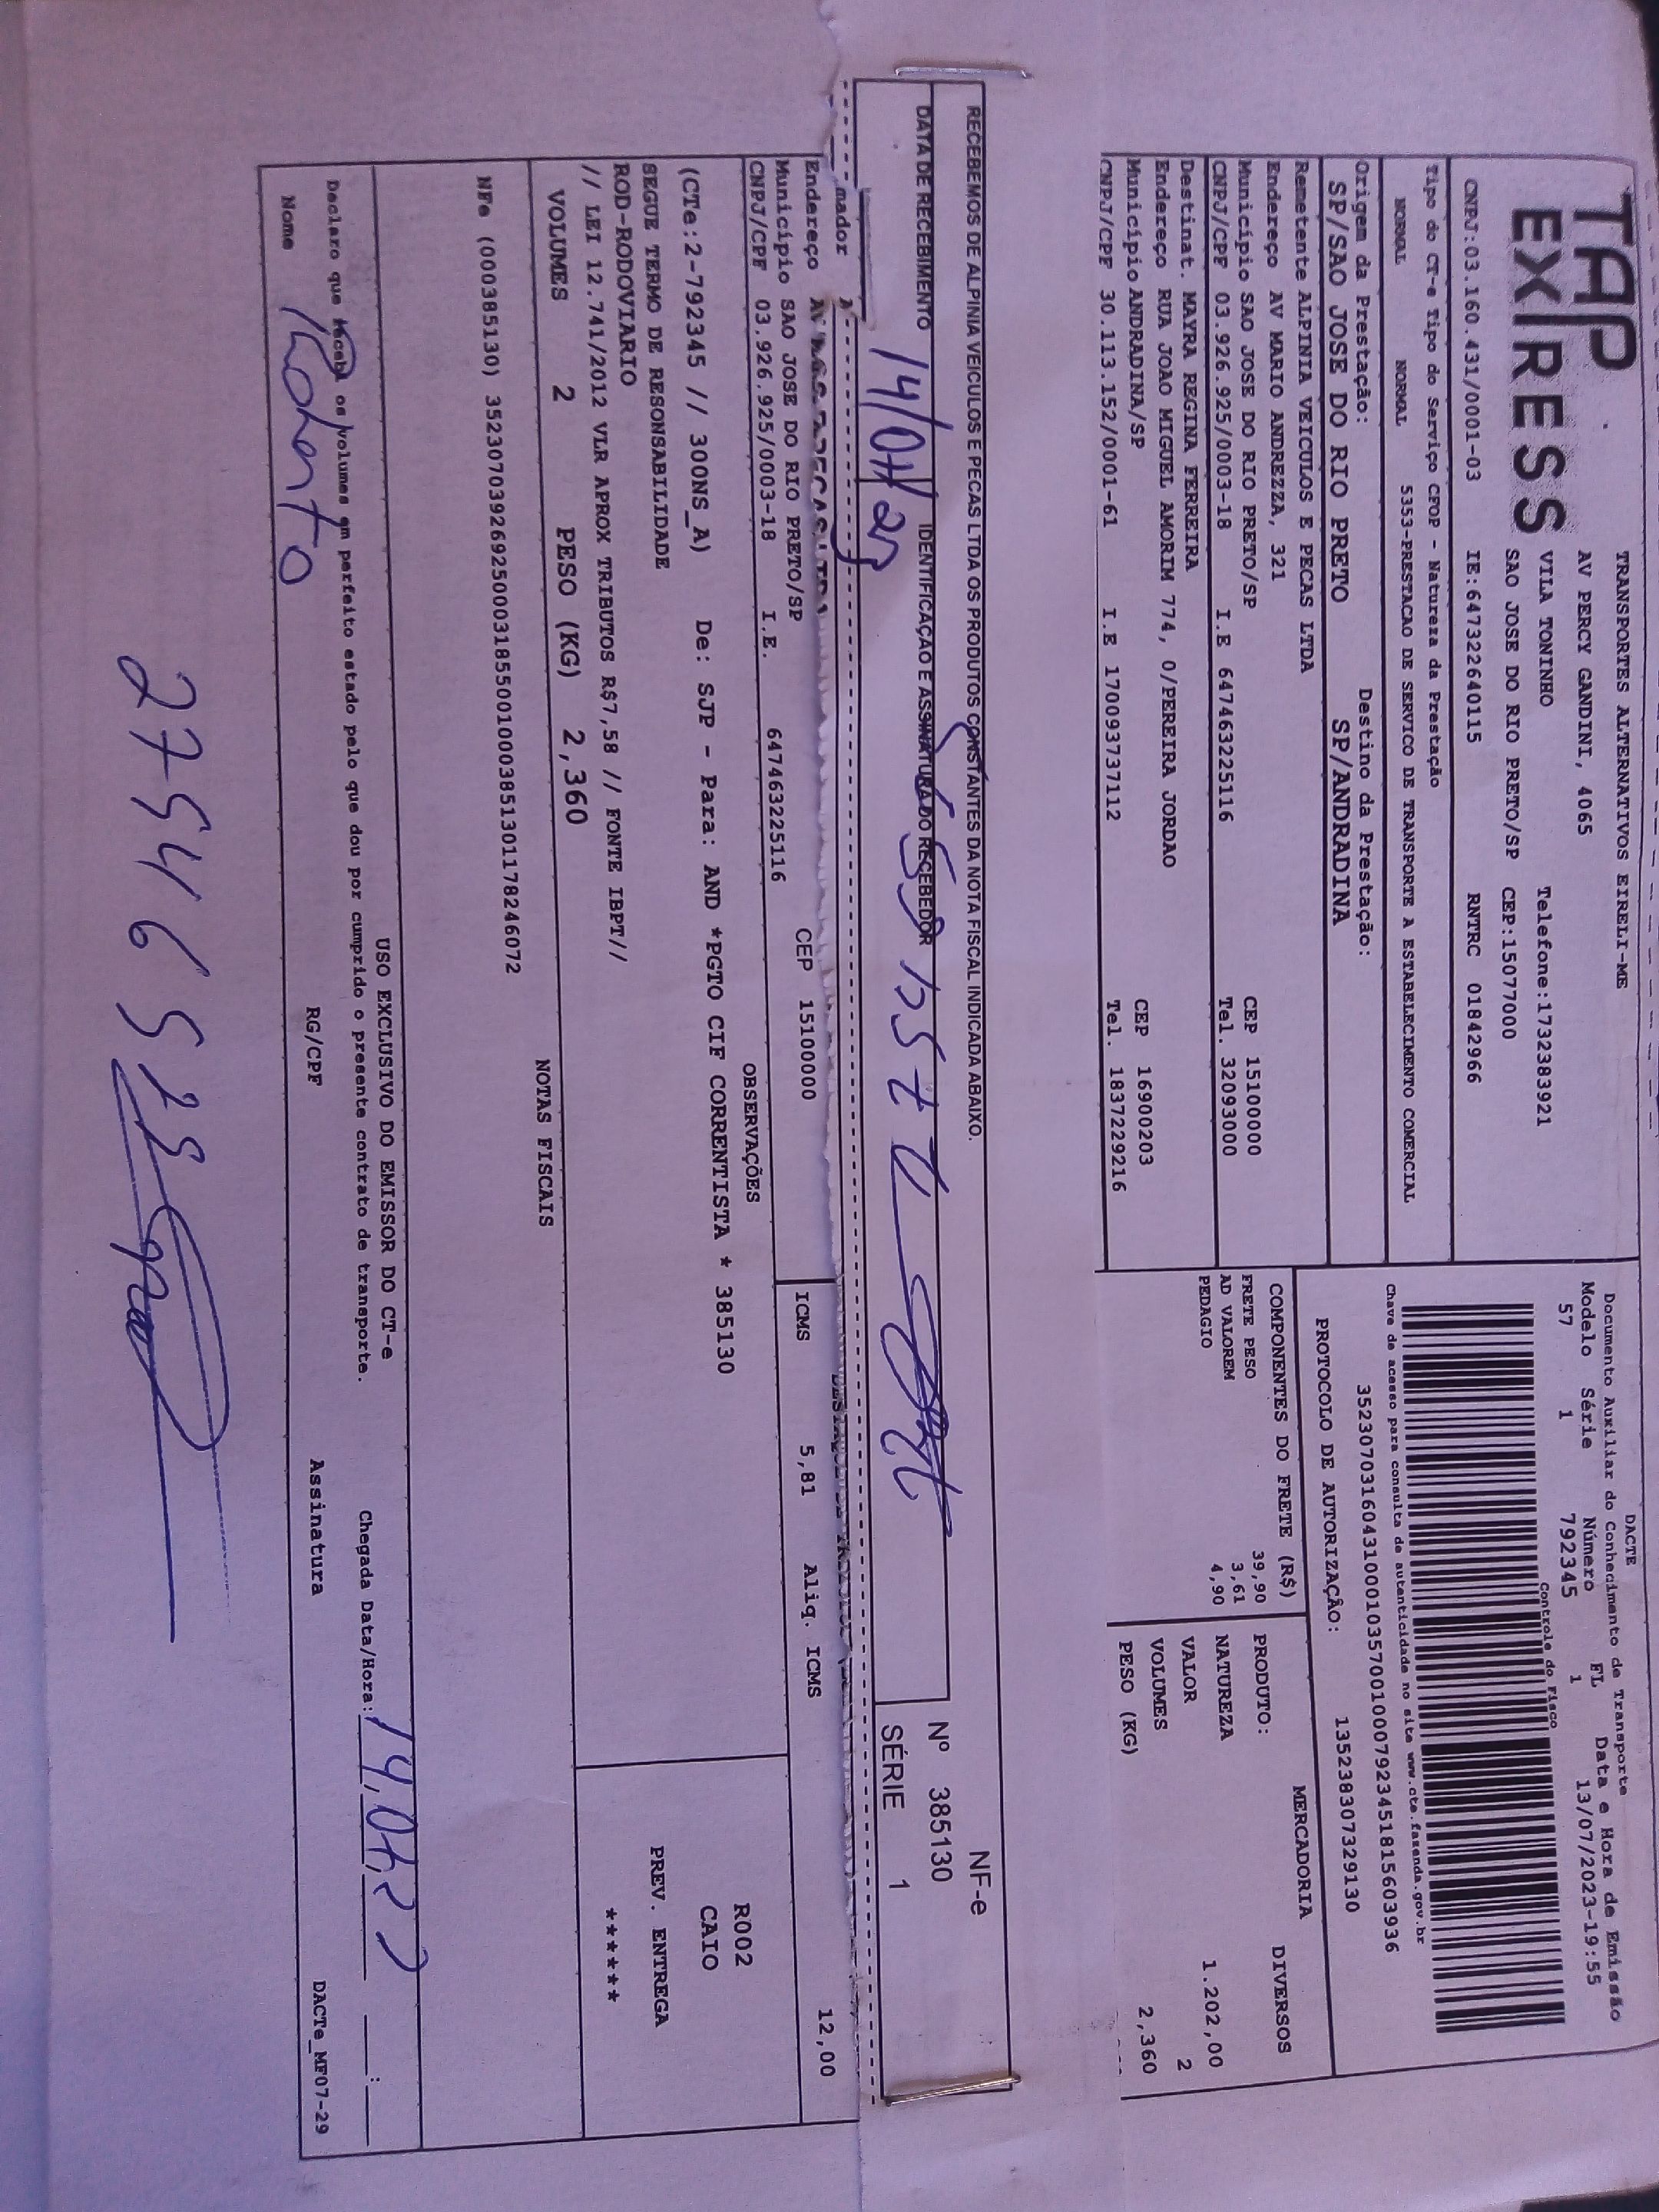 TAP
EXPRESS
TRANSPORTES ALTERNATIVOS EIRELI-ME
AV PERCY GANDINI, 4065
VILA TONINHO Telefone:1732383921
SAO JOSE DO RIO PRETO/SP CEP:15077000
CNPJ:03.160.431/0001-03 IE:647322640115 RNTRC 01842966
Tipo do CT-e Tipo do Serviço CFOP - Natureza da Prestação
NORMAL NORMAL 5353-PRESTACAO DE SERVICO DE TRANSPORTE A ESTABELECIMENTO COMERCIAL
Origem da Prestação: Destino da Prestação:
SP/SAO JOSE DO RIO PRETO SP/ANDRADINA
Remetente ALPINIA VEICULOS E PECAS LTDA
Endereço AV MARIO ANDREZZA, 321
Município SAO JOSE DO RIO PRETO/SP CEP 15100000
CNPJ/CPF 03.926.925/0003-18 I.E 647463225116 Tel. 32093000
Destinat. MAYRA REGINA FERREIRA
Endereço RUA JOAO MIGUEL AMORIM 774, 0/PEREIRA JORDAO
Município ANDRADINA/SP CEP 16900203
CNPJ/CPF 30.113.152/0001-61 I.E 170093737112 Tel. 1837229216
DACTE
Documento Auxiliar do Conhecimento de Transporte
Modelo Série Número FL Data e Hora de Emissão
57 1 792345 1 13/07/2023-19:55
Controle do Fisco
Chave de acesso para consulta de autenticidade no site www.cte.fazenda.gov.br
35230703160431000103570010007923451815603936
PROTOCOLO DE AUTORIZAÇÃO: 135238307329130
COMPONENTES DO FRETE (R$)
FRETE PESO 39,90
AD VALOREM 3,61
PEDAGIO 4,90
MERCADORIA
PRODUTO: DIVERSOS
NATUREZA
VALOR 1.202,00
VOLUMES 2
PESO (KG) 2,360
RECEBEMOS DE ALPINIA VEICULOS E PECAS LTDA OS PRODUTOS CONSTANTES DA NOTA FISCAL INDICADA ABAIXO.
DATA DE RECEBIMENTO IDENTIFICAÇÃO E ASSINATURA DO RECEBEDOR
14/07/23
NF-e
Nº 385130
SÉRIE 1
mador
Endereço
Município SAO JOSE DO RIO PRETO/SP CEP 15100000
CNPJ/CPF 03.926.925/0003-18 I.E. 647463225116
ICMS 5,81 Aliq. ICMS 12,00
OBSERVAÇÕES
(CTe:2-792345 // 300NS_A) De: SJP - Para: AND *PGTO CIF CORRENTISTA * 385130
SEGUE TERMO DE RESONSABILIDADE
ROD-RODOVIARIO
// LEI 12.741/2012 VLR APROX TRIBUTOS R$7,58 // FONTE IBPT//
R002
CAIO
PREV. ENTREGA
******
VOLUMES 2 PESO (KG) 2,360
NOTAS FISCAIS
NFe (000385130) 35230703926925000318550010003851301178246072
USO EXCLUSIVO DO EMISSOR DO CT-e
Declaro que recebi os volumes em perfeito estado pelo que dou por cumprido o presente contrato de transporte. Chegada Data/Hora:
Nome RG/CPF Assinatura
DACTe_MF07-29